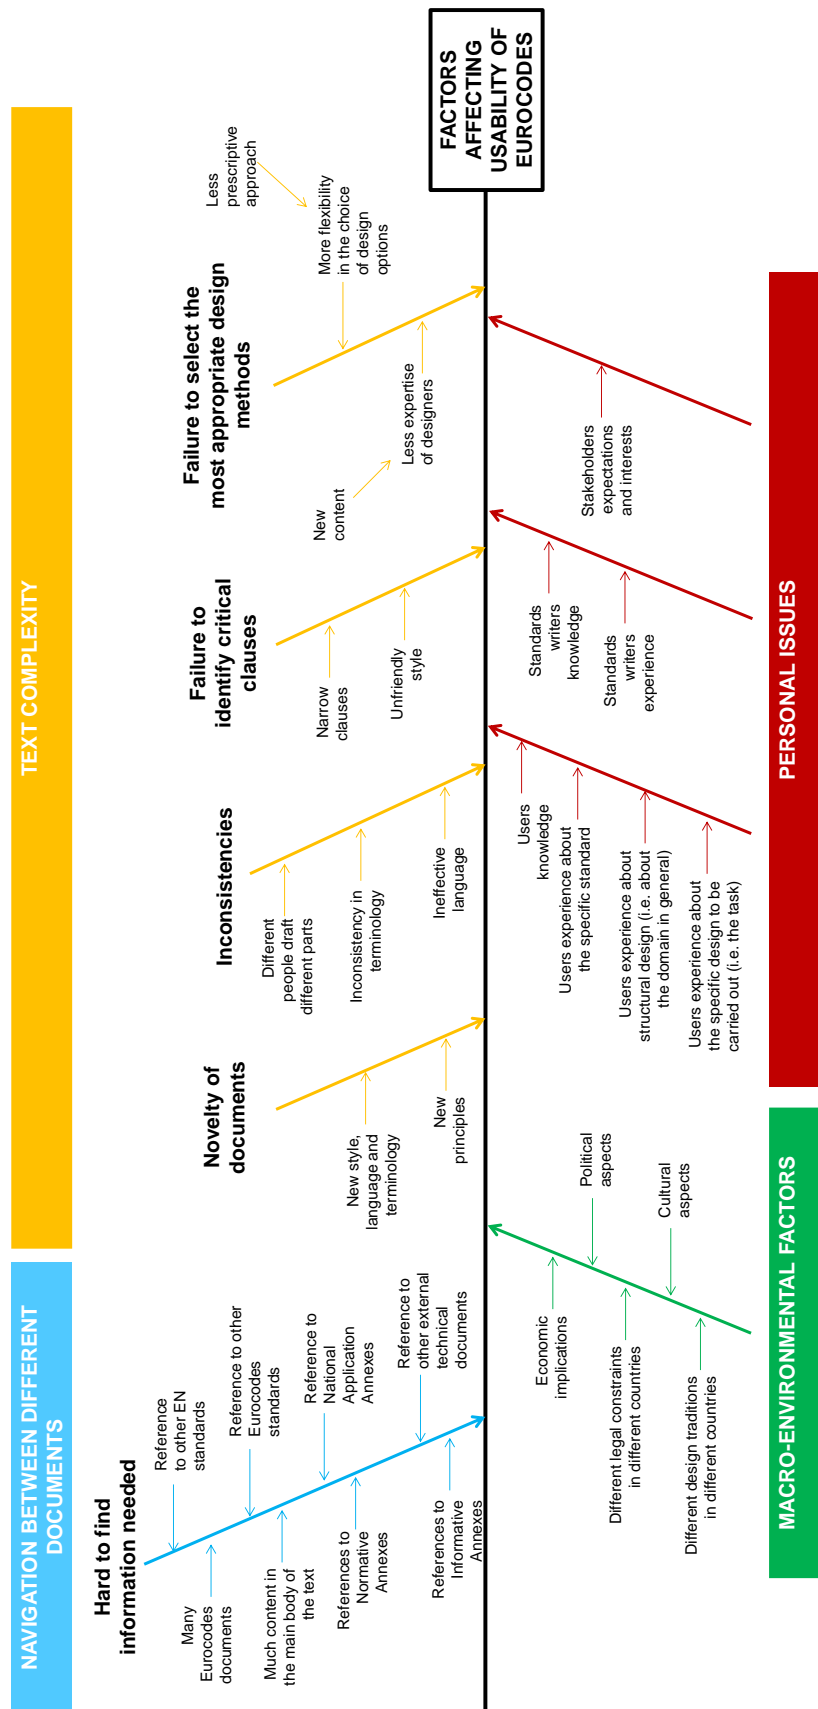 NAVIGATION BETWEEN DIFFERENT
DOCUMENTS
TEXT COMPLEXITY
Hard to find
information needed
Reference
to other EN
standards
Reference to other
Eurocodes
standards
Reference to
National
Application
Annexes
Reference to
other external
technical
documents
Many
Eurocodes
documents
Much content in
the main body of
the text
References to
Normative
Annexes
References to
Informative
Annexes
Novelty of
documents
New style,
language and
terminology
New
principles
Inconsistencies
Different
people draft
different parts
Inconsistency in
terminology
Ineffective
language
Failure to
identify critical
clauses
Narrow
clauses
Unfriendly
style
Failure to select the
most appropriate design
methods
Less
prescriptive
approach
More flexibility
in the choice
of design
options
New
content
Less expertise
of designers
FACTORS
AFFECTING
USABILITY OF
EUROCODES
Economic
implications
Political
aspects
Different legal constraints
in different countries
Cultural
aspects
Different design traditions
in different countries
Users
knowledge
Users experience about
the specific standard
Users experience about
structural design (i.e. about
the domain in general)
Users experience about
the specific design to be
carried out (i.e. the task)
Standards
writers
knowledge
Standards
writers
experience
Stakeholders
expectations
and interests
MACRO-ENVIRONMENTAL FACTORS
PERSONAL ISSUES